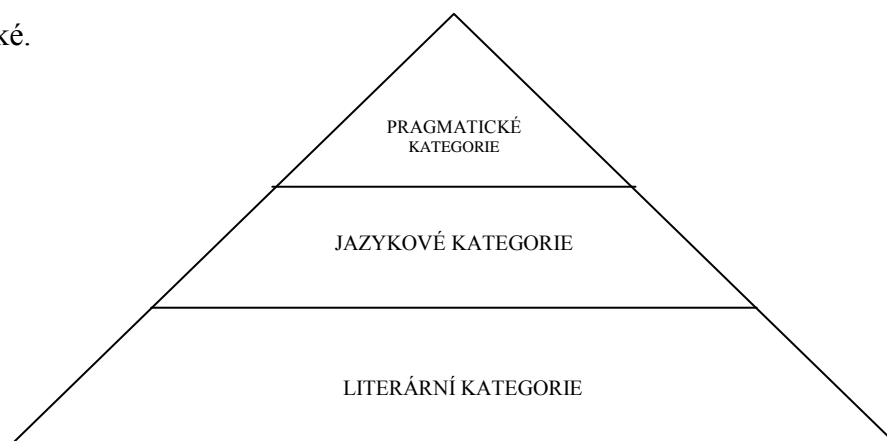 ké.
PRAGMATICKÉ
KATEGORIE
JAZYKOVÉ KATEGORIE
LITERÁRNÍ KATEGORIE